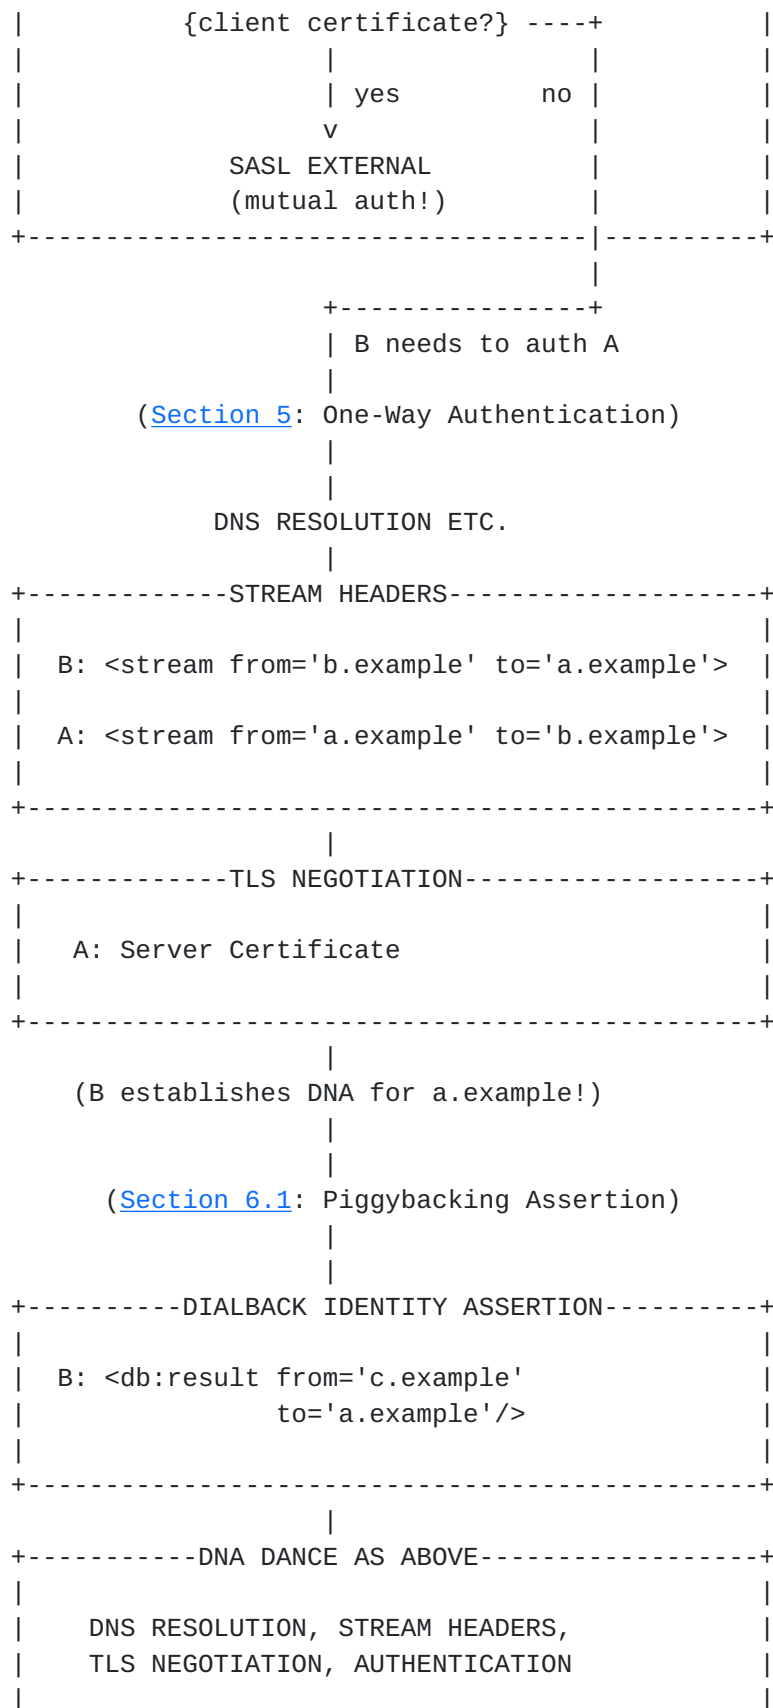 |          {client certificate?} ----+          |
|                   |                |          |
|                   | yes         no |          |
|                   v                |          |
|             SASL EXTERNAL          |          |
|             (mutual auth!)         |          |
+------------------------------------|----------+
                                     |
                    +----------------+
                    | B needs to auth A
                    |
        (Section 5: One-Way Authentication)
                    |
                    |
             DNS RESOLUTION ETC.
                    |
+-------------STREAM HEADERS--------------------+
|                                               |
|  B: <stream from='b.example' to='a.example'>  |
|                                               |
|  A: <stream from='a.example' to='b.example'>  |
|                                               |
+-----------------------------------------------+
                    |
+-------------TLS NEGOTIATION-------------------+
|                                               |
|   A: Server Certificate                       |
|                                               |
+-----------------------------------------------+
                    |
    (B establishes DNA for a.example!)
                    |
                    |
      (Section 6.1: Piggybacking Assertion)
                    |
                    |
+----------DIALBACK IDENTITY ASSERTION----------+
|                                               |
|  B: <db:result from='c.example'               |
|                to='a.example'/>               |
|                                               |
+-----------------------------------------------+
                    |
+-----------DNA DANCE AS ABOVE------------------+
|                                               |
|    DNS RESOLUTION, STREAM HEADERS,            |
|    TLS NEGOTIATION, AUTHENTICATION            |
|                                               |